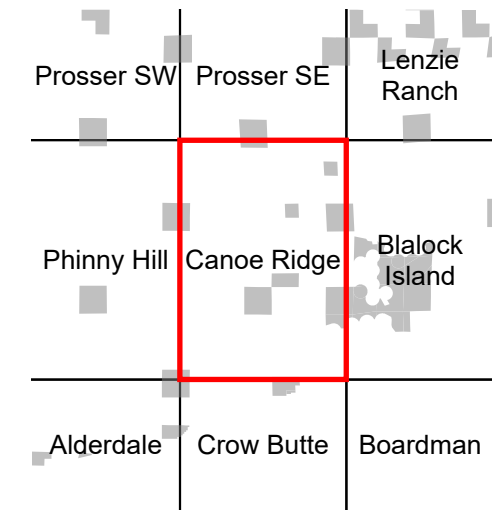 Prosser SW
Prosser SE
Lenzie
Ranch
Phinny Hill
Canoe Ridge
Blalock
Island
Alderdale
Crow Butte
Boardman